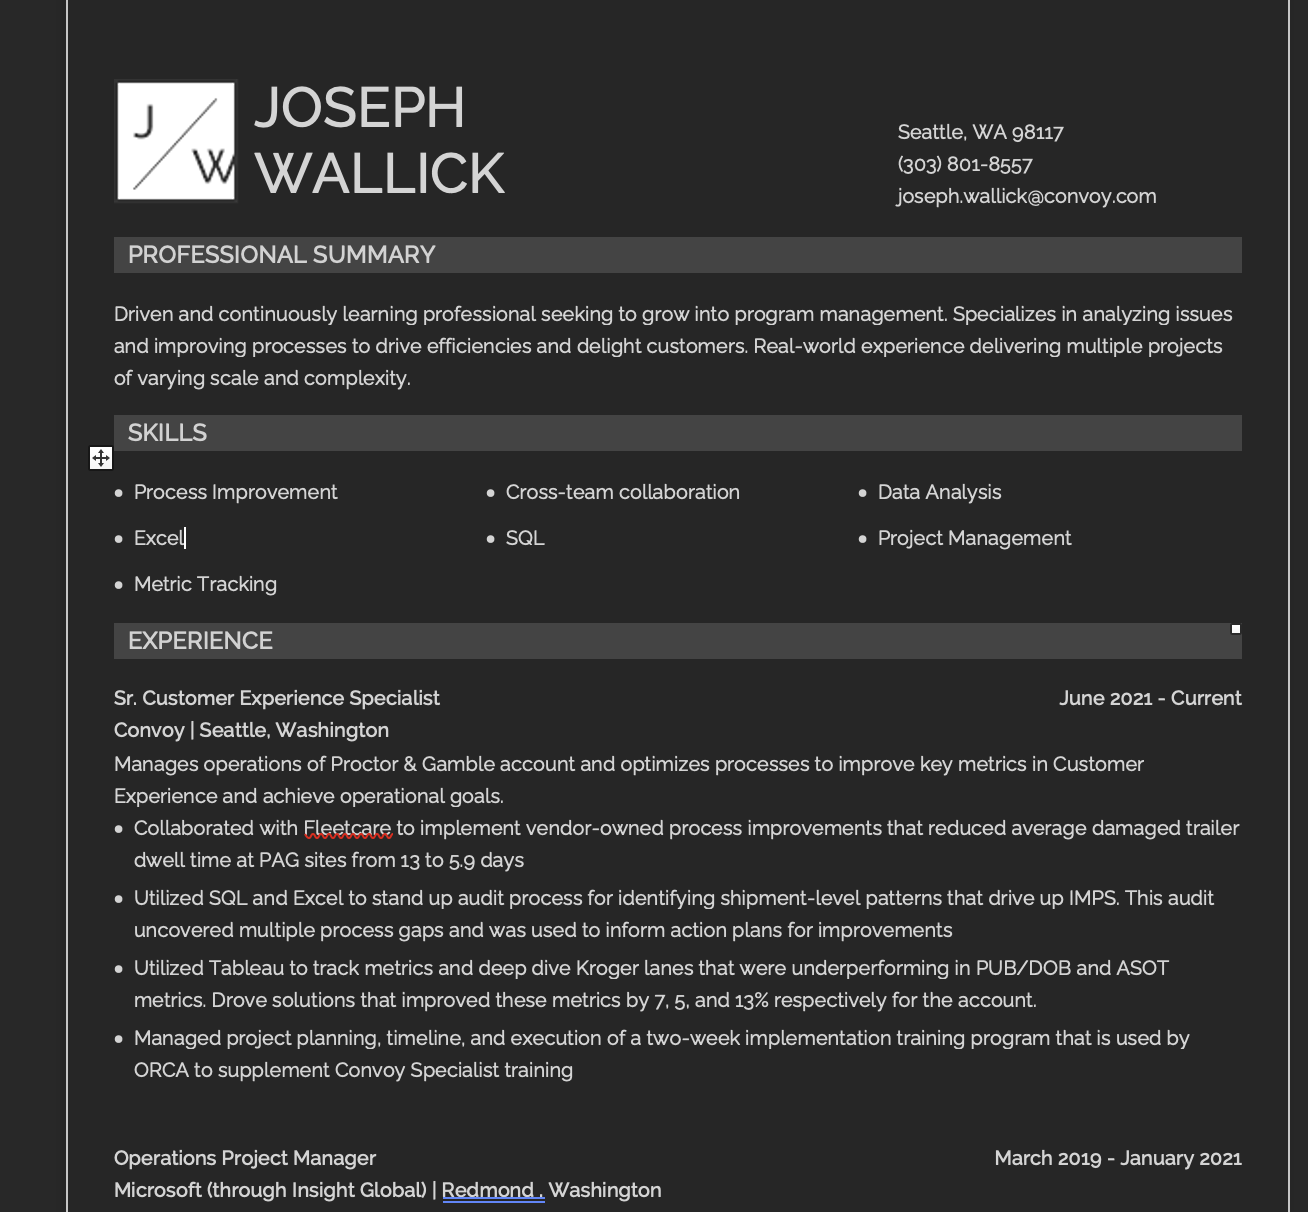 J
W
JOSEPH
WALLICK
Seattle, WA 98117
(303) 801-8557
joseph.wallick@convoy.com
PROFESSIONAL SUMMARY
Driven and continuously learning professional seeking to grow into program management. Specializes in analyzing issues
and improving processes to drive efficiencies and delight customers. Real-world experience delivering multiple projects
of varying scale and complexity.
SKILLS
• Process Improvement • Cross-team collaboration • Data Analysis
• Excel • SQL • Project Management
• Metric Tracking
EXPERIENCE
Sr. Customer Experience Specialist June 2021 - Current
Convoy | Seattle, Washington
Manages operations of Proctor & Gamble account and optimizes processes to improve key metrics in Customer
Experience and achieve operational goals.
• Collaborated with Fleetcare to implement vendor-owned process improvements that reduced average damaged trailer
dwell time at PAG sites from 13 to 5.9 days
• Utilized SQL and Excel to stand up audit process for identifying shipment-level patterns that drive up IMPS. This audit
uncovered multiple process gaps and was used to inform action plans for improvements
• Utilized Tableau to track metrics and deep dive Kroger lanes that were underperforming in PUB/DOB and ASOT
metrics. Drove solutions that improved these metrics by 7, 5, and 13% respectively for the account.
• Managed project planning, timeline, and execution of a two-week implementation training program that is used by
ORCA to supplement Convoy Specialist training
Operations Project Manager March 2019 - January 2021
Microsoft (through Insight Global) | Redmond , Washington